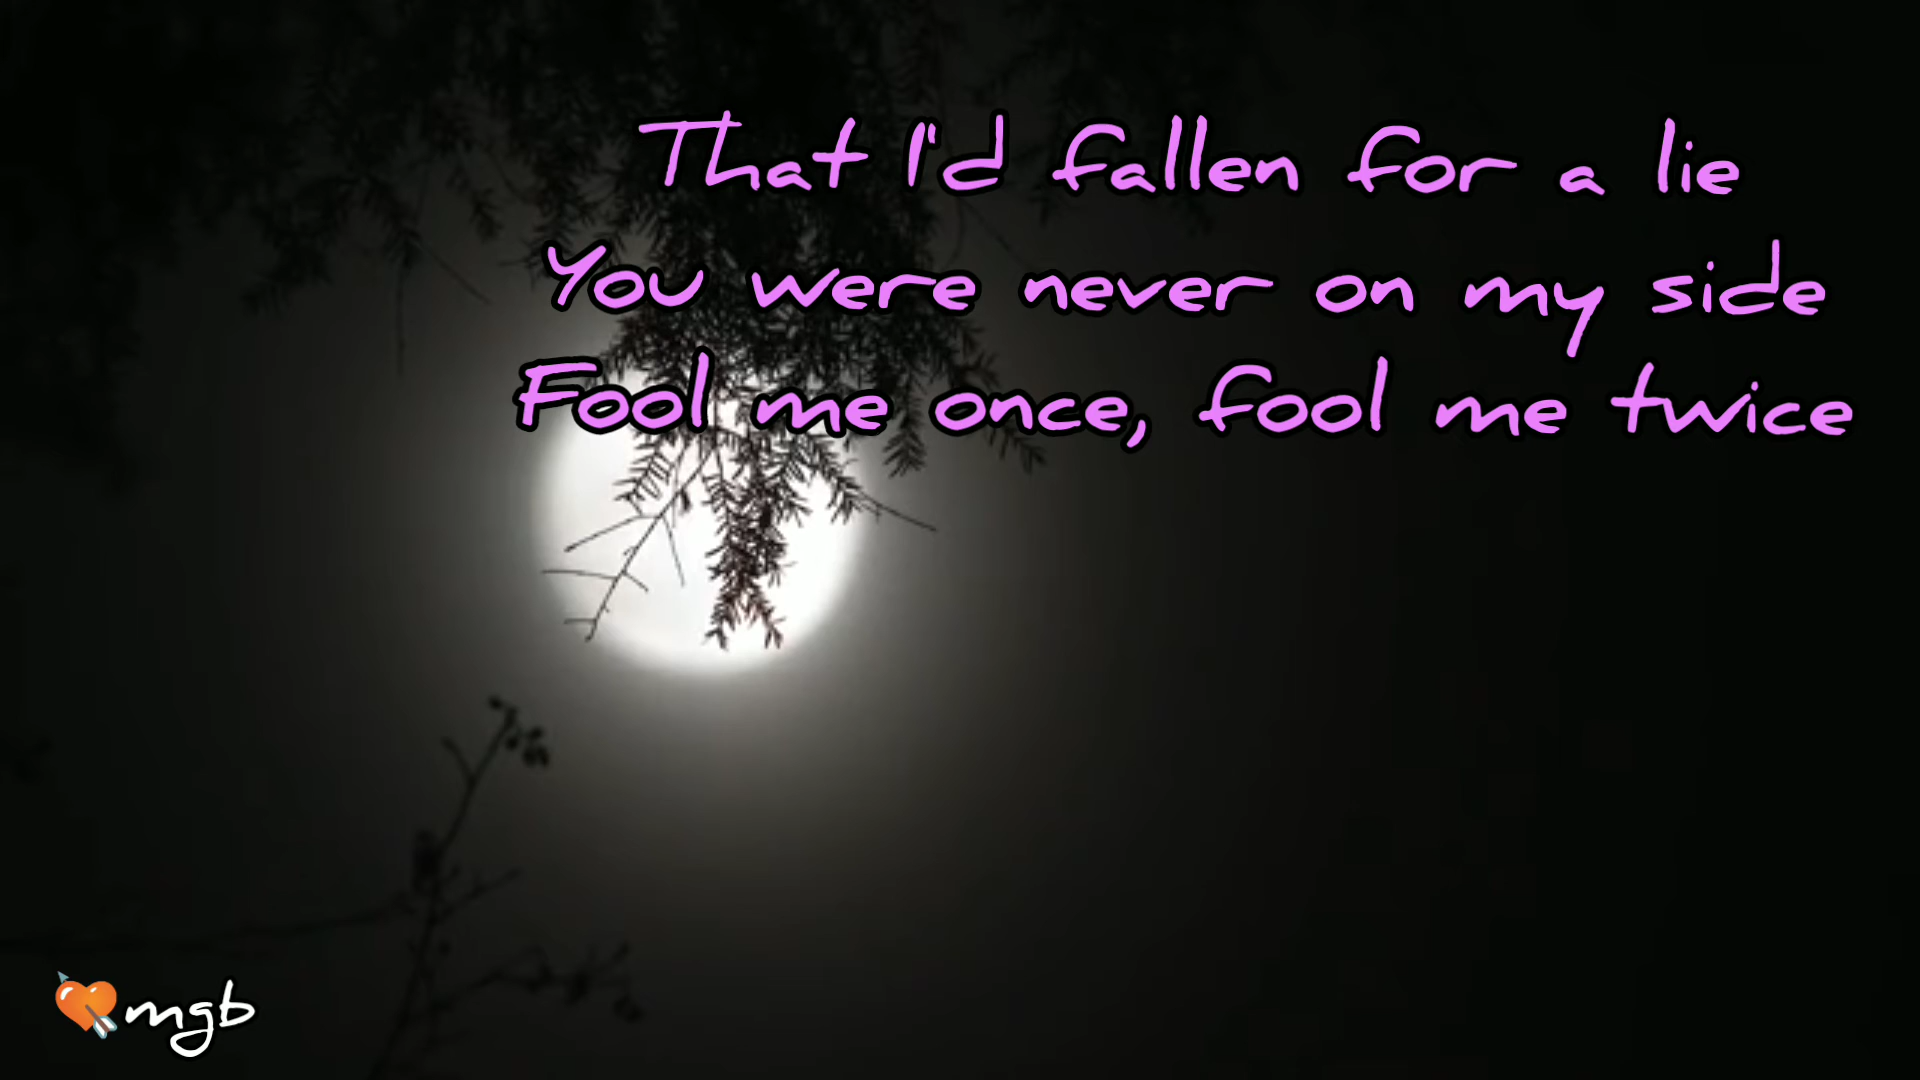 That I'd fallen for a lie
You were never on my side
Fool me once, fool me twice
mgb